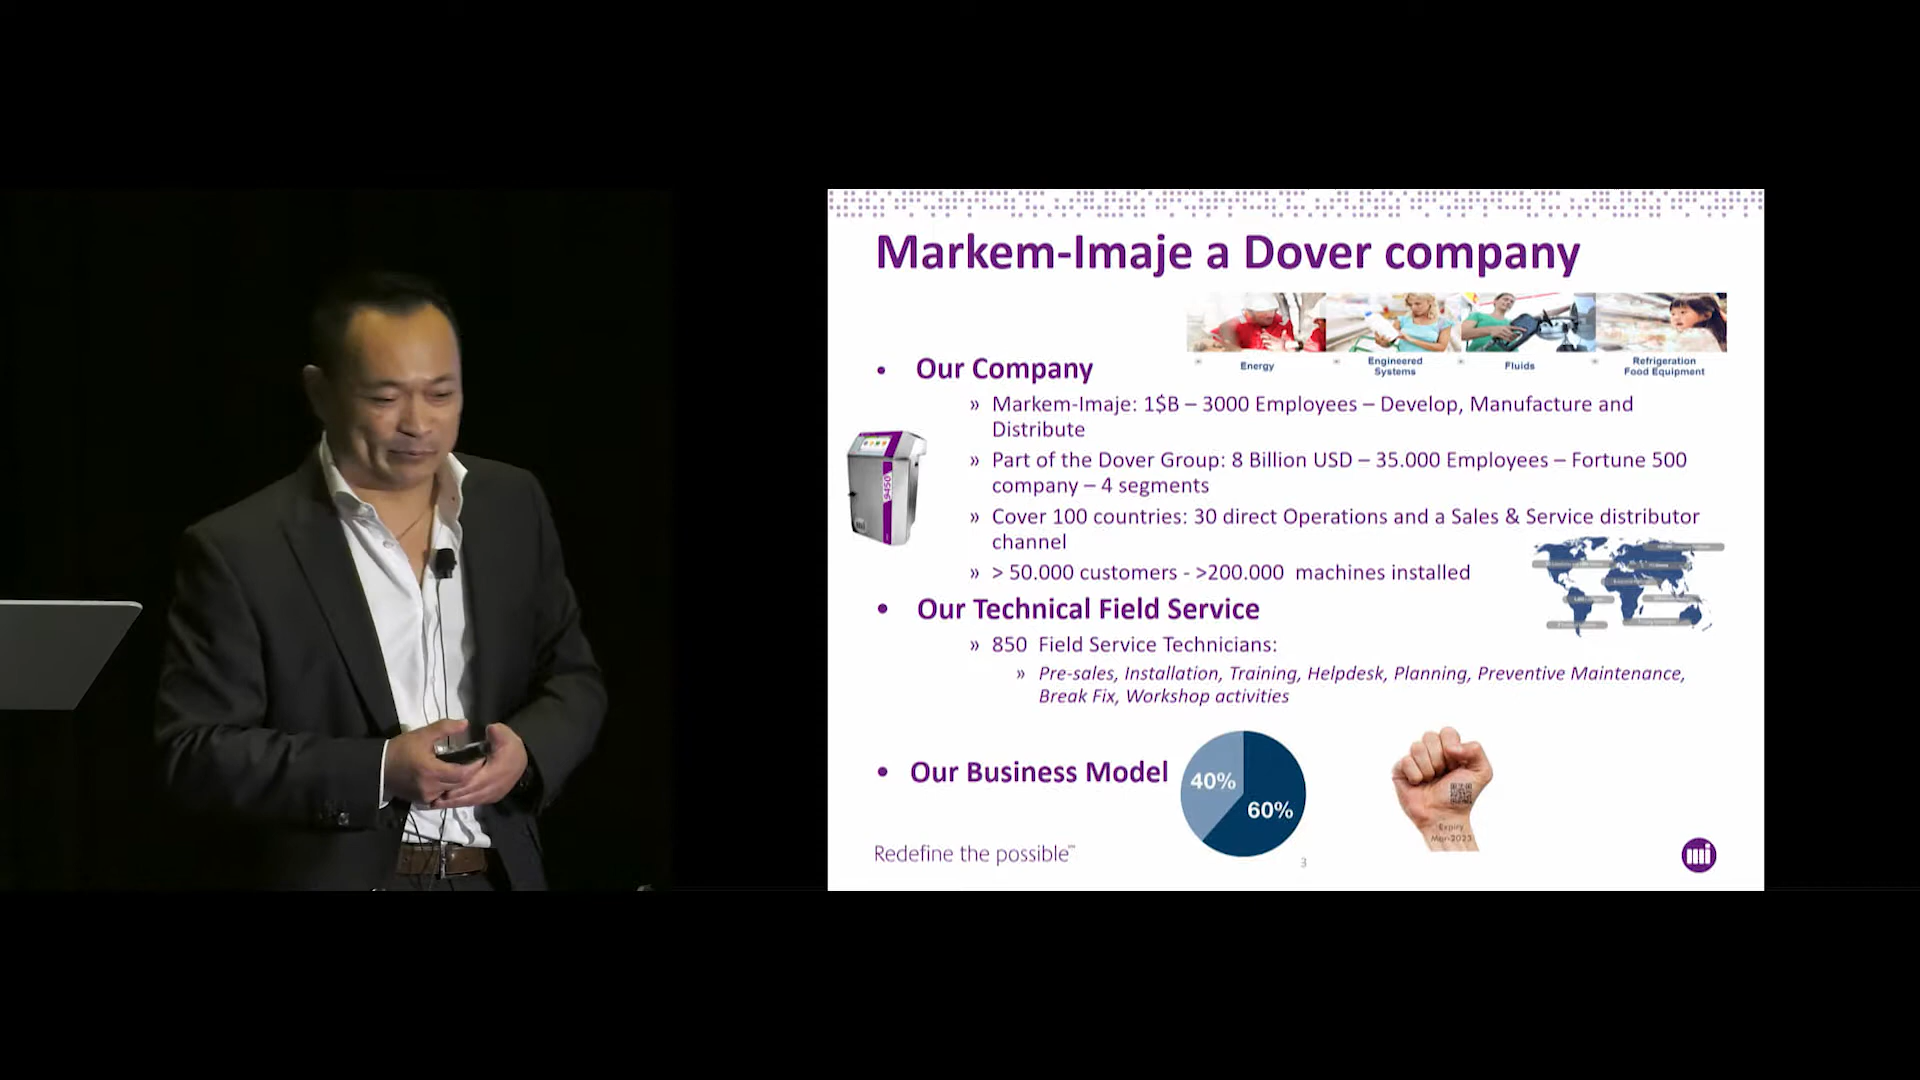 Markem-Imaje a Dover company
Energy
Engineered
Systems
Fluids
Refrigeration
Food Equipment
• Our Company
» Markem-Imaje: 1$B – 3000 Employees – Develop, Manufacture and
Distribute
» Part of the Dover Group: 8 Billion USD – 35.000 Employees – Fortune 500
company – 4 segments
» Cover 100 countries: 30 direct Operations and a Sales & Service distributor
channel
» > 50.000 customers - >200.000 machines installed
9450
• Our Technical Field Service
» 850 Field Service Technicians:
» Pre-sales, Installation, Training, Helpdesk, Planning, Preventive Maintenance,
Break Fix, Workshop activities
• Our Business Model
40%
60%
Expiry
Mar-2023
Redefine the possible™
3